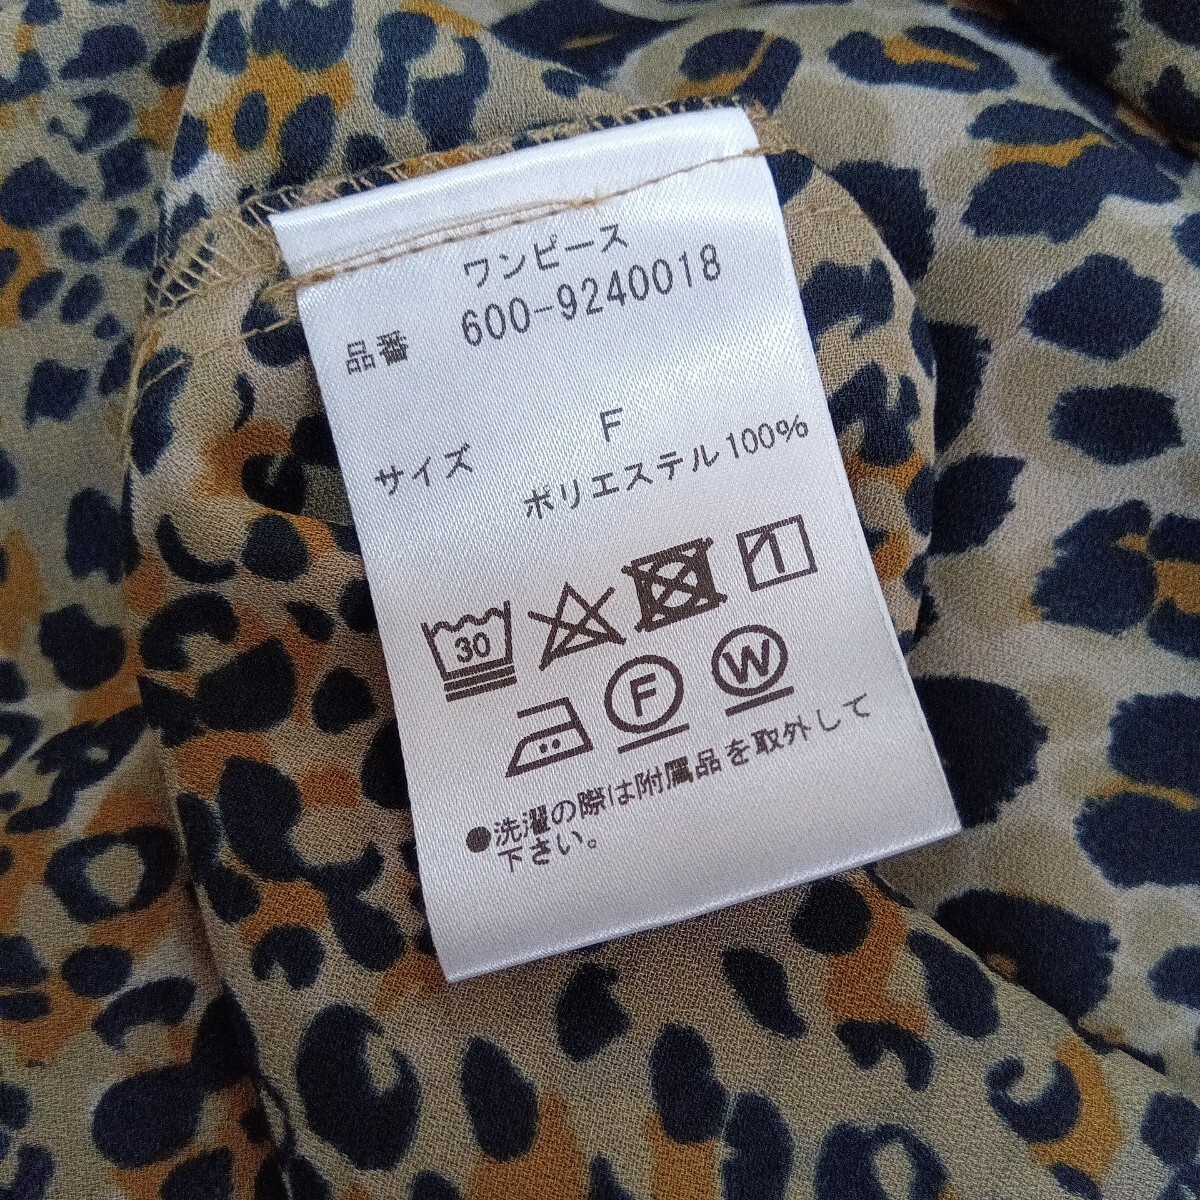 ワンピース
品番 600-9240018
サイズ F
ポリエステル100%
30
F W
●洗濯の際は附属品を取外して
下さい。